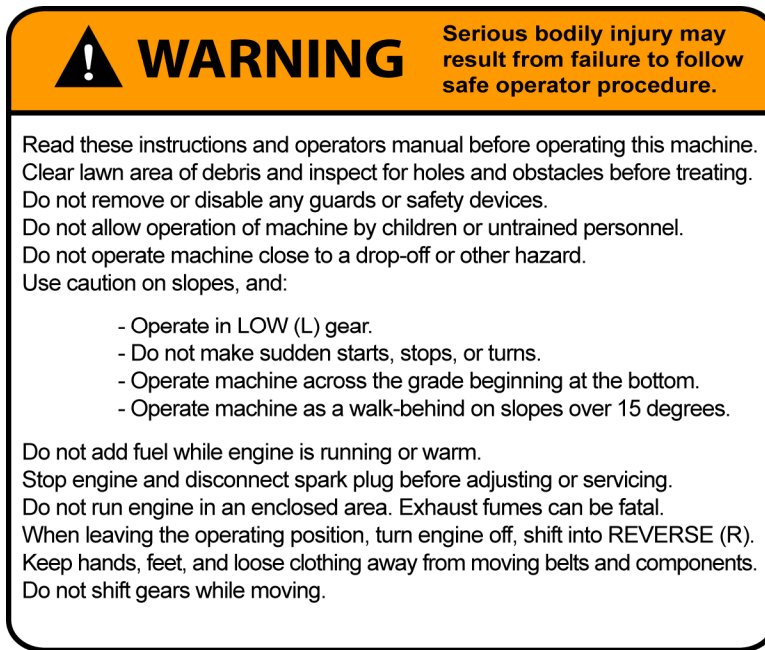 WARNING
Serious bodily injury may
result from failure to follow
safe operator procedure.
Read these instructions and operators manual before operating this machine.
Clear lawn area of debris and inspect for holes and obstacles before treating.
Do not remove or disable any guards or safety devices.
Do not allow operation of machine by children or untrained personnel.
Do not operate machine close to a drop-off or other hazard.
Use caution on slopes, and:
- Operate in LOW (L) gear.
- Do not make sudden starts, stops, or turns.
- Operate machine across the grade beginning at the bottom.
- Operate machine as a walk-behind on slopes over 15 degrees.
Do not add fuel while engine is running or warm.
Stop engine and disconnect spark plug before adjusting or servicing.
Do not run engine in an enclosed area. Exhaust fumes can be fatal.
When leaving the operating position, turn engine off, shift into REVERSE (R).
Keep hands, feet, and loose clothing away from moving belts and components.
Do not shift gears while moving.